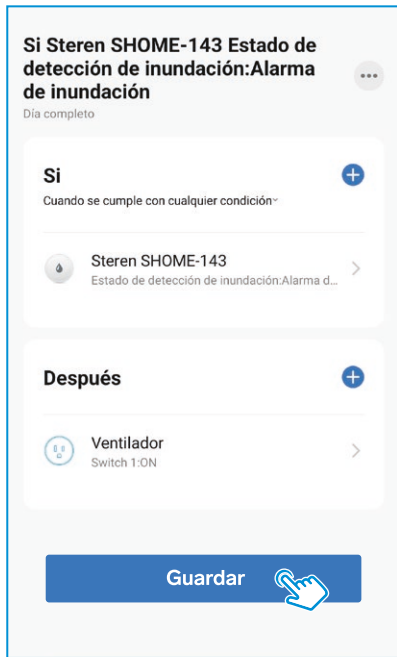 Si Steren SHOME-143 Estado de
detección de inundación:Alarma
de inundación
Día completo
Si
Cuando se cumple con cualquier condición
Steren SHOME-143
Estado de detección de inundación:Alarma d...
Después
Ventilador
Switch 1:ON
Guardar